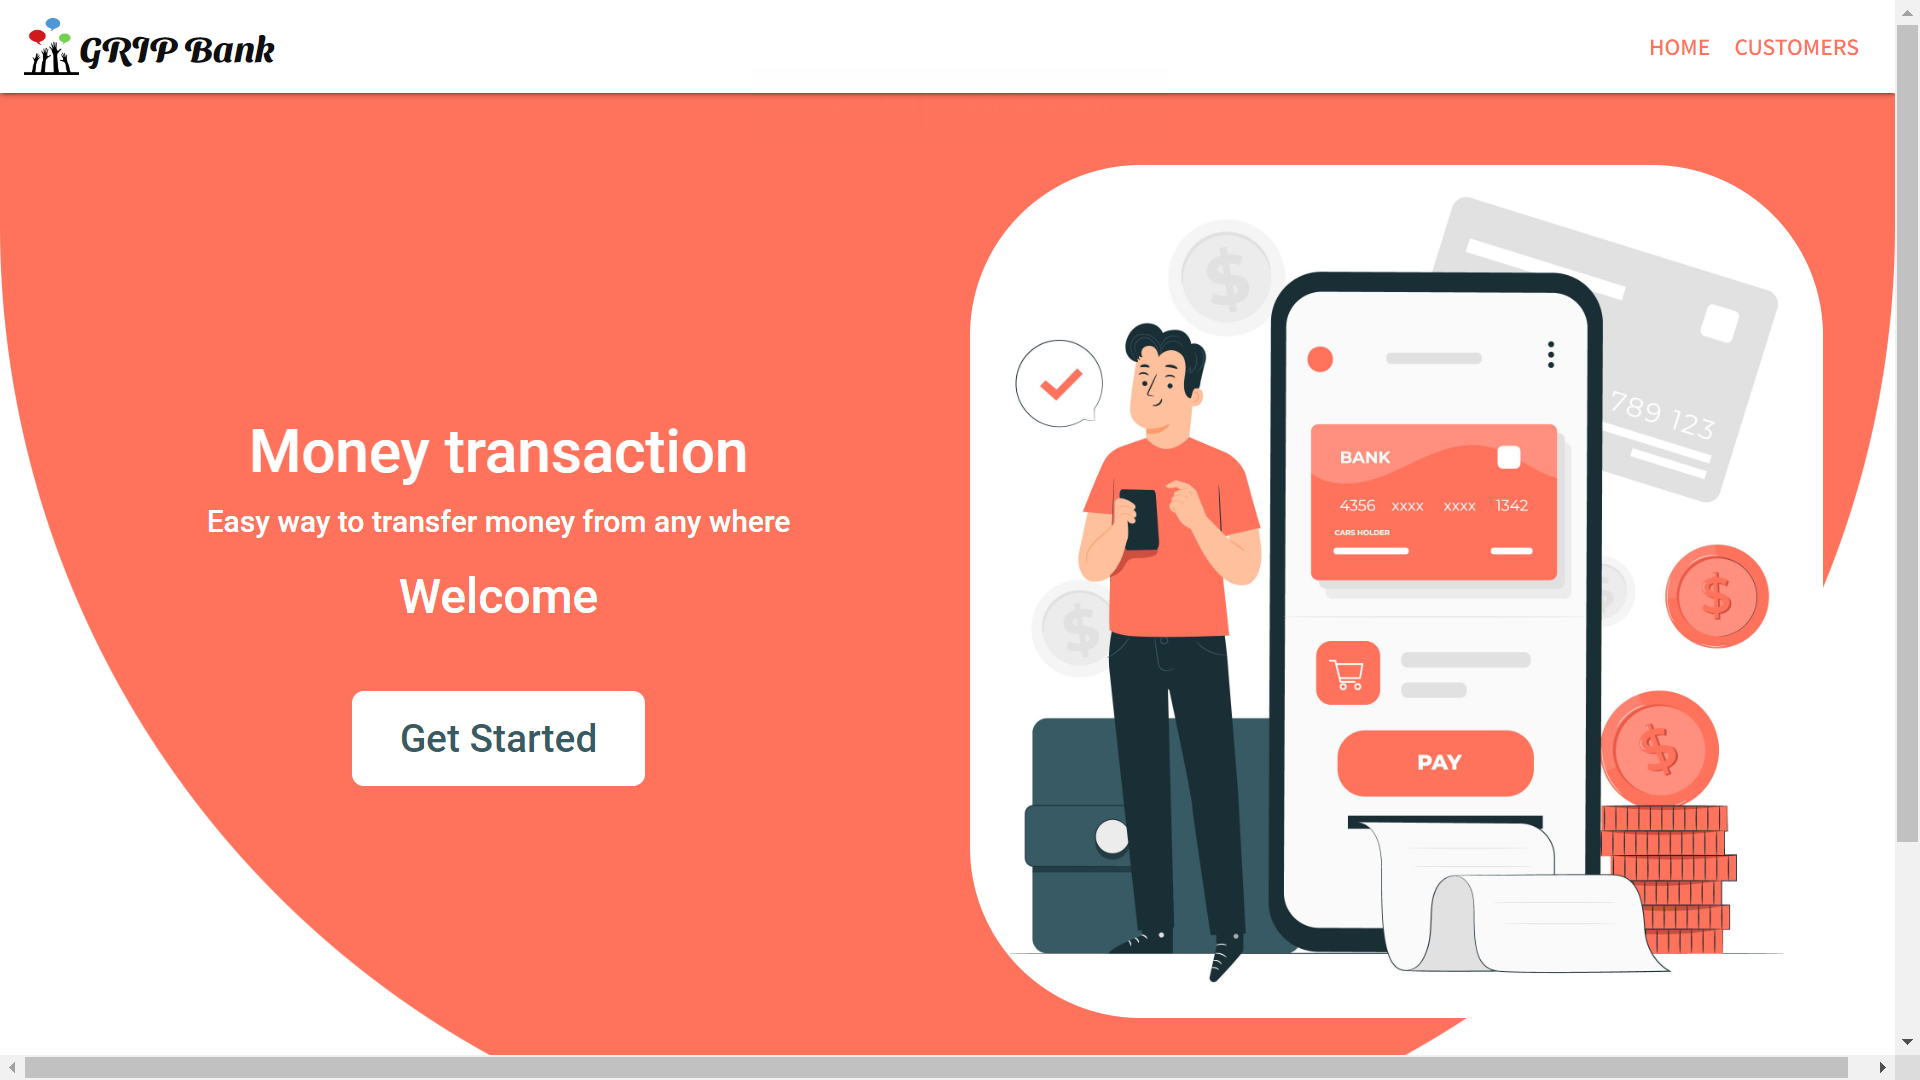 GRIP Bank
HOME CUSTOMERS
Money transaction
Easy way to transfer money from any where
Welcome
Get Started
789 123
BANK
4356 xxxx xxxx 1342
CARS HOLDER
PAY